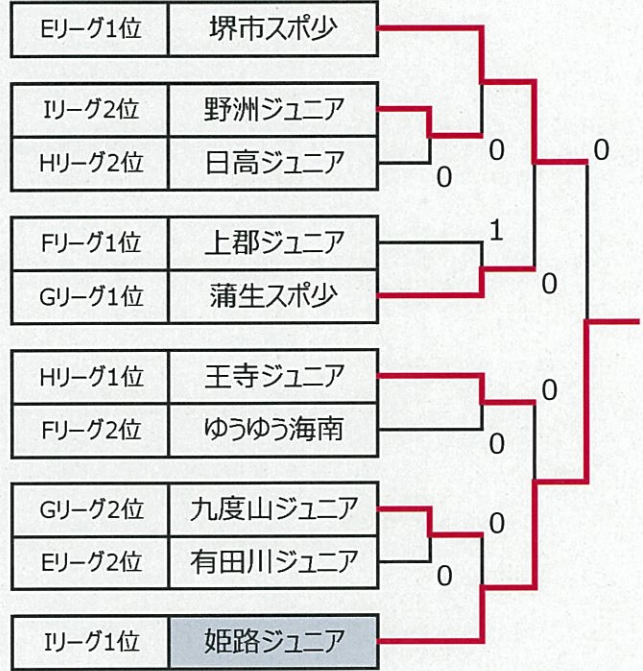 Eリーグ1位 堺市スポ少
Iリーグ2位 野洲ジュニア
Hリーグ2位 日高ジュニア
0
0
0
Fリーグ1位 上郡ジュニア
1
Gリーグ1位 蒲生スポ少
0
Hリーグ1位 王寺ジュニア
0
Fリーグ2位 ゆうゆう海南
0
Gリーグ2位 九度山ジュニア
0
Eリーグ2位 有田川ジュニア
0
Iリーグ1位 姫路ジュニア